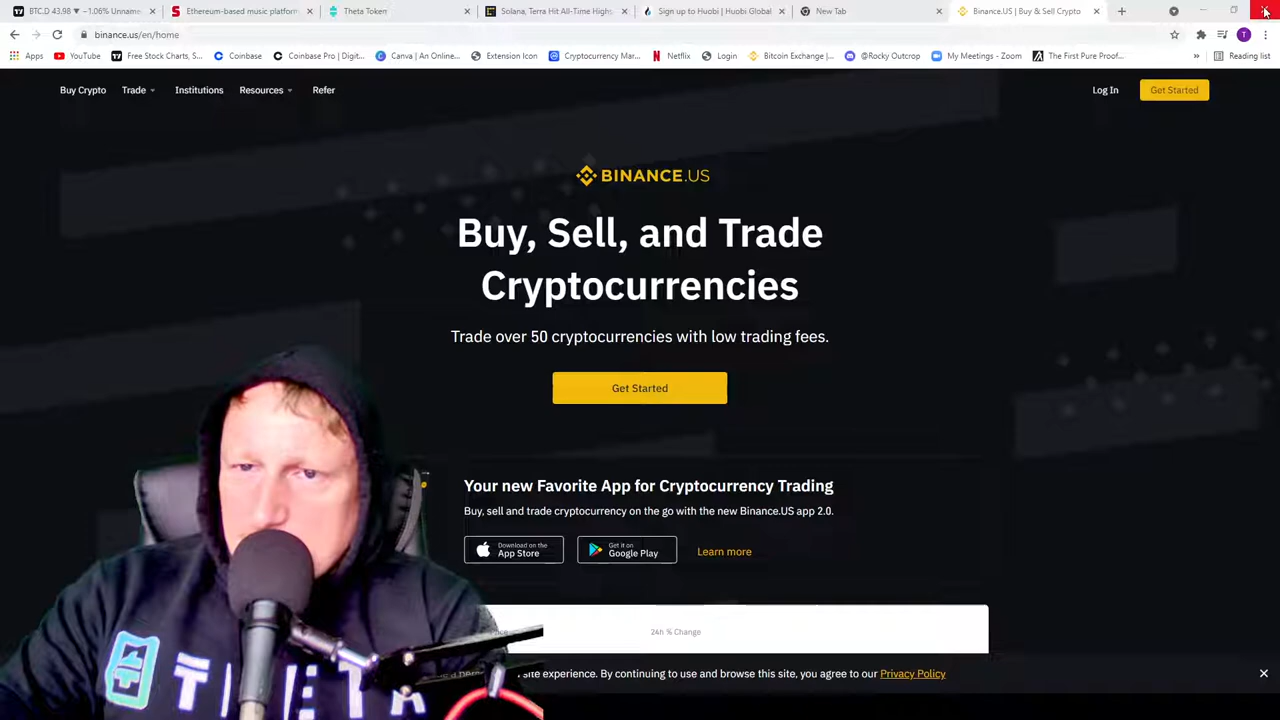 BTC.D 43,98 ▼ −1.06% Unname
Ethereum-based music platform
Theta Token
Solana, Terra Hit All-Time Highs
Sign up to Huobi | Huobi Global
New Tab
Binance.US | Buy & Sell Crypto
binance.us/en/home
T
Apps
YouTube
Free Stock Charts, S...
Coinbase
Coinbase Pro | Digit...
Canva / An Online...
Extension Icon
Cryptocurrency Mar...
Netflix
Login
Bitcoin Exchange |...
@Rocky Outcrop
My Meetings - Zoom
The First Pure Proof...
»
Reading list
Buy Crypto
Trade
Institutions
Resources
Refer
Log In
Get Started
BINANCE.US
Buy, Sell, and Trade
Cryptocurrencies
Trade over 50 cryptocurrencies with low trading fees.
Get Started
Your new Favorite App for Cryptocurrency Trading
Buy, sell and trade cryptocurrency on the go with the new Binance.US app 2.0.
Download on the
App Store
Get it on
Google Play
Learn more
24h % Change
site experience. By continuing to use and browse this site, you agree to our Privacy Policy
THETA